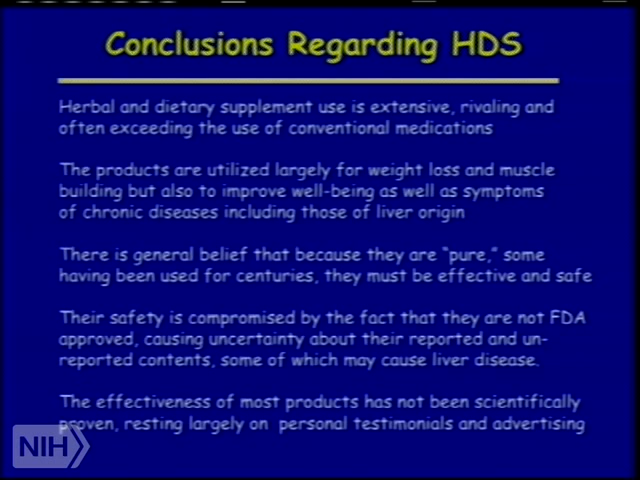 Conclusions Regarding HDS
Herbal and dietary supplement use is extensive, rivaling and
often exceeding the use of conventional medications
The products are utilized largely for weight loss and muscle
building but also to improve well-being as well as symptoms
of chronic diseases including those of liver origin
There is general belief that because they are “pure,” some
having been used for centuries, they must be effective and safe
Their safety is compromised by the fact that they are not FDA
approved, causing uncertainty about their reported and un-
reported contents, some of which may cause liver disease.
The effectiveness of most products has not been scientifically
proven, resting largely on personal testimonials and advertising
NIH